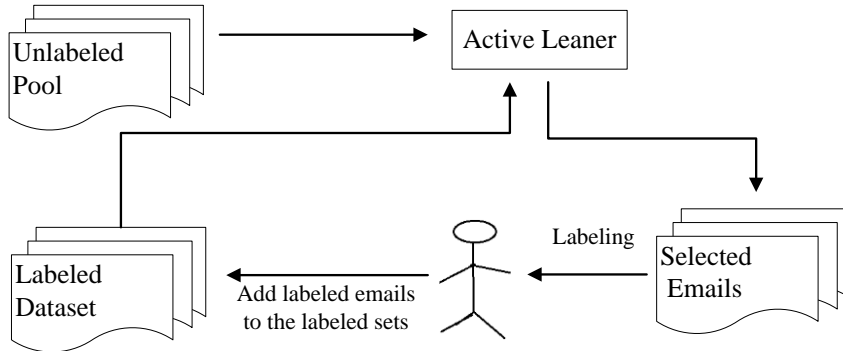 Unlabeled
Pool
Active Leaner
Labeling
Selected
Emails
Labeled
Dataset
Add labeled emails
to the labeled sets